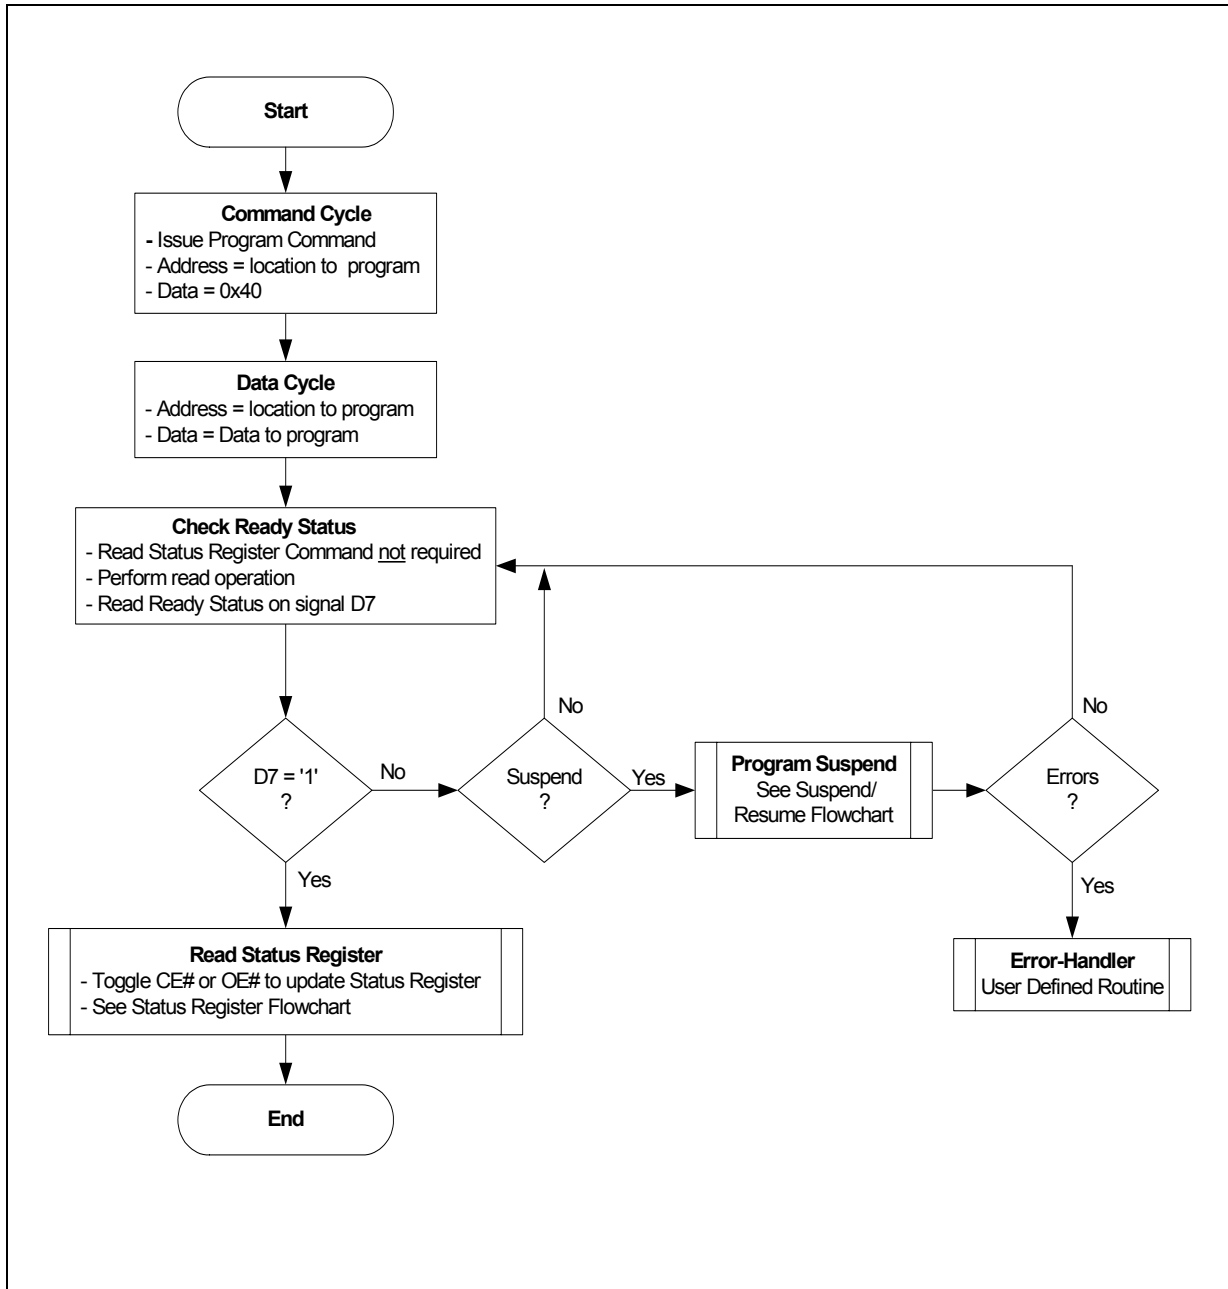 Start
Command Cycle
- Issue Program Command
- Address = location to program
- Data = 0x40
Data Cycle
- Address = location to program
- Data = Data to program
Check Ready Status
- Read Status Register Command not required
- Perform read operation
- Read Ready Status on signal D7
D7 = '1'
?
No
Yes
Suspend
?
No
Yes
Program Suspend
See Suspend/
Resume Flowchart
Errors
?
No
Yes
Error-Handler
User Defined Routine
Read Status Register
- Toggle CE# or OE# to update Status Register
- See Status Register Flowchart
End